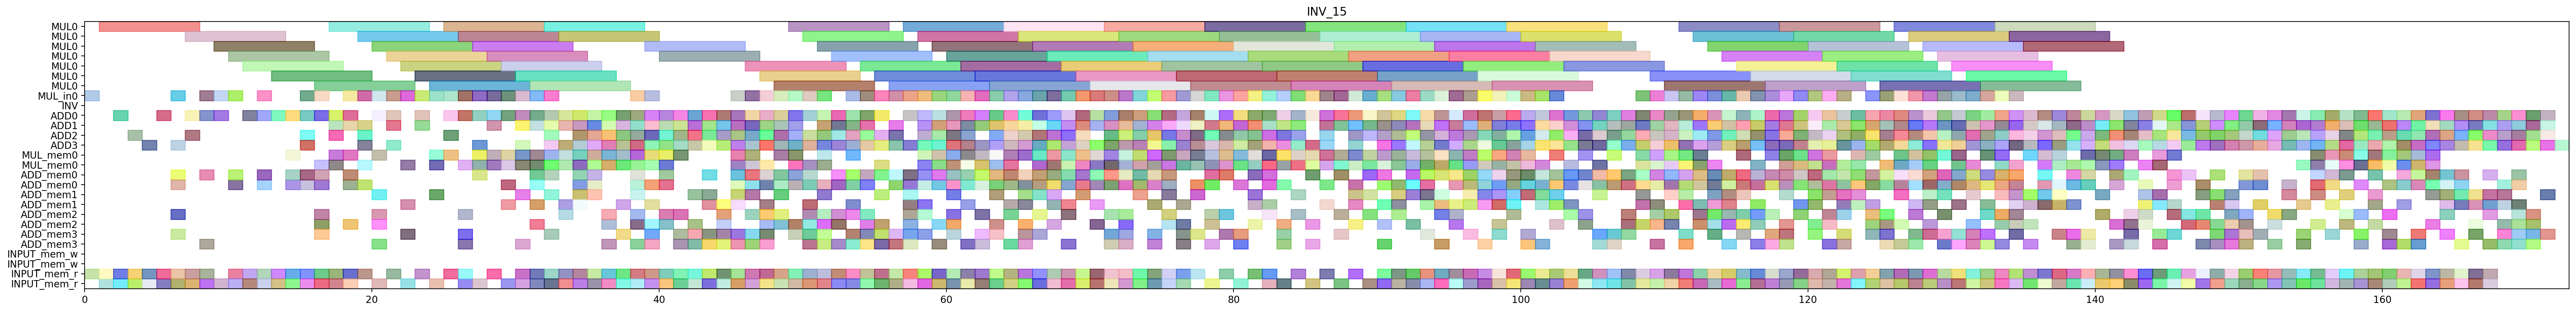 INV_15
MUL0
MUL0
MUL0
MUL0
MUL0
MUL0
MUL0
MUL_in0
INV
ADD0
ADD1
ADD2
ADD3
MUL_mem0
MUL_mem0
ADD_mem0
ADD_mem0
ADD_mem1
ADD_mem1
ADD_mem2
ADD_mem2
ADD_mem3
ADD_mem3
INPUT_mem_w
INPUT_mem_w
INPUT_mem_r
INPUT_mem_r
0 20 40 60 80 100 120 140 160